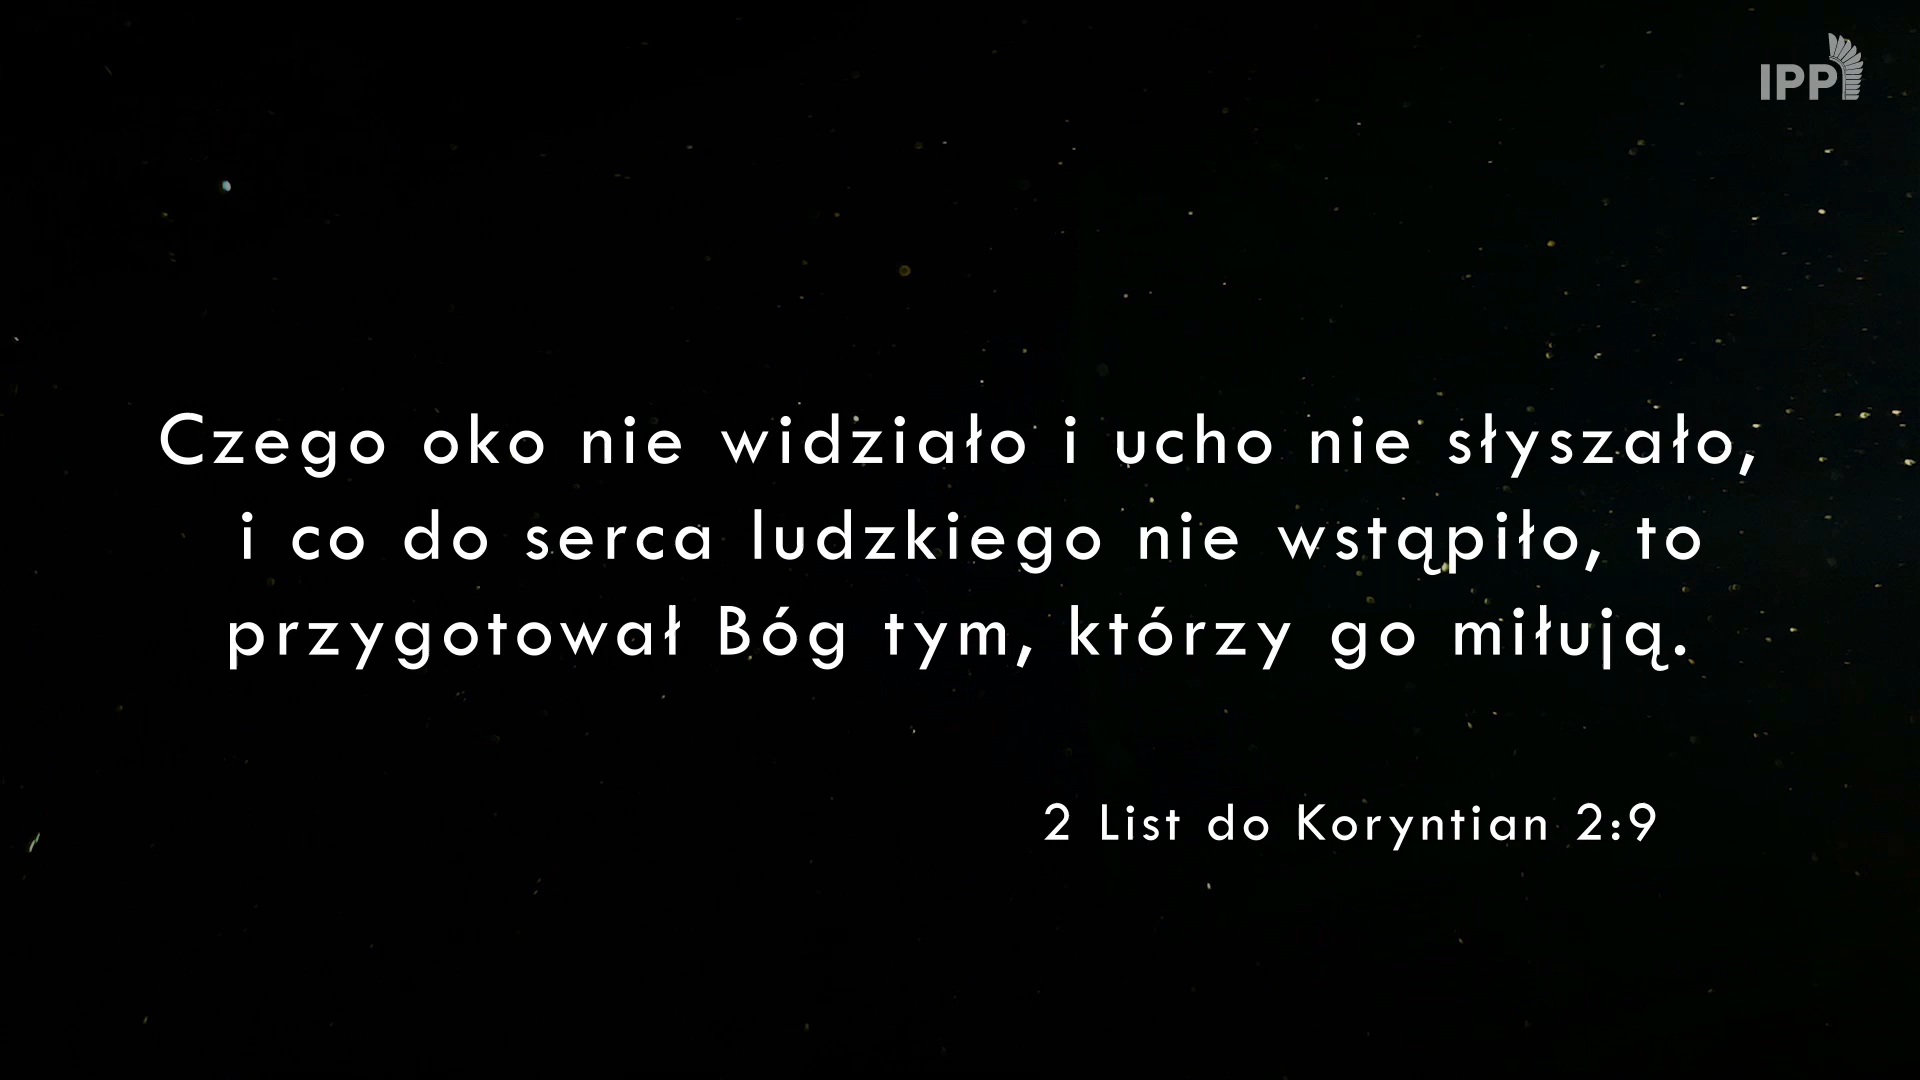 IPP
Czego oko nie widziało i ucho nie słyszało,
i co do serca ludzkiego nie wstąpiło, to
przygotował Bóg tym, którzy go miłują.
2 List do Koryntian 2:9